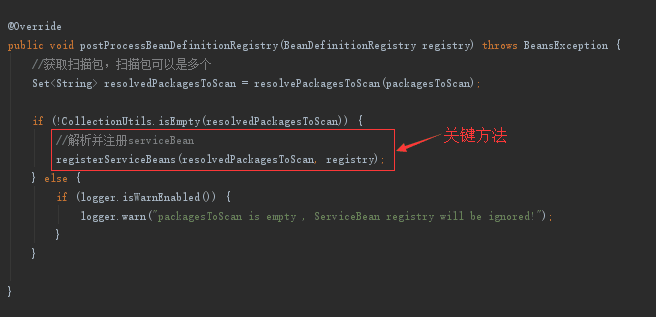 @Override
public void postProcessBeanDefinitionRegistry(BeanDefinitionRegistry registry) throws BeansException {
//获取扫描包，扫描包可以是多个
Set<String> resolvedPackagesToScan = resolvePackagesToScan(packagesToScan);
if (!CollectionUtils.isEmpty(resolvedPackagesToScan)) {
//解析并注册serviceBean
registerServiceBeans(resolvedPackagesToScan, registry);
关键方法
} else {
if (logger.isWarnEnabled()) {
logger.warn("packagesToScan is empty , ServiceBean registry will be ignored!");
}
}
}